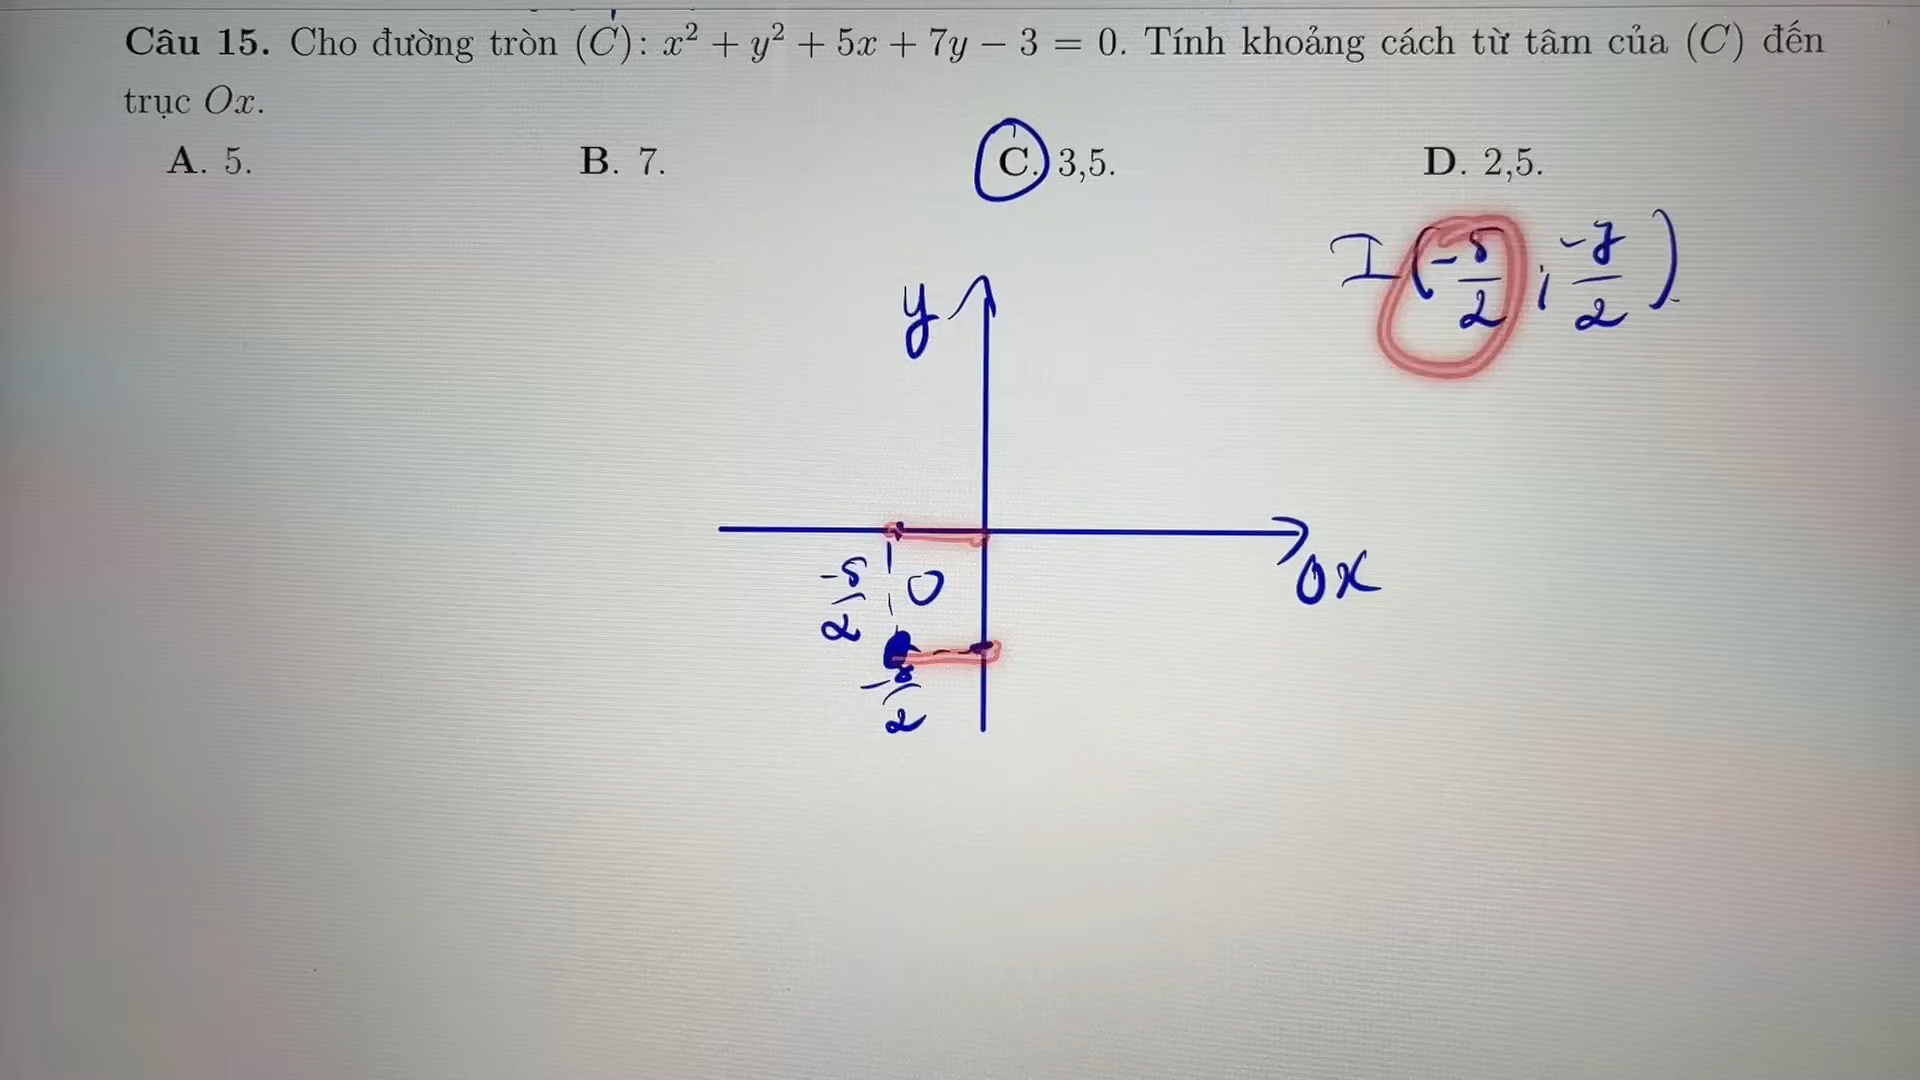 Câu 15. Cho đường tròn (C): x² + y² + 5x + 7y − 3 = 0. Tính khoảng cách từ tâm của (C) đến
trục Ox.
A. 5. B. 7. C. 3,5. D. 2,5.
I(-5/2 ; -7/2)
y
Ox
-5/2 O
-7/2